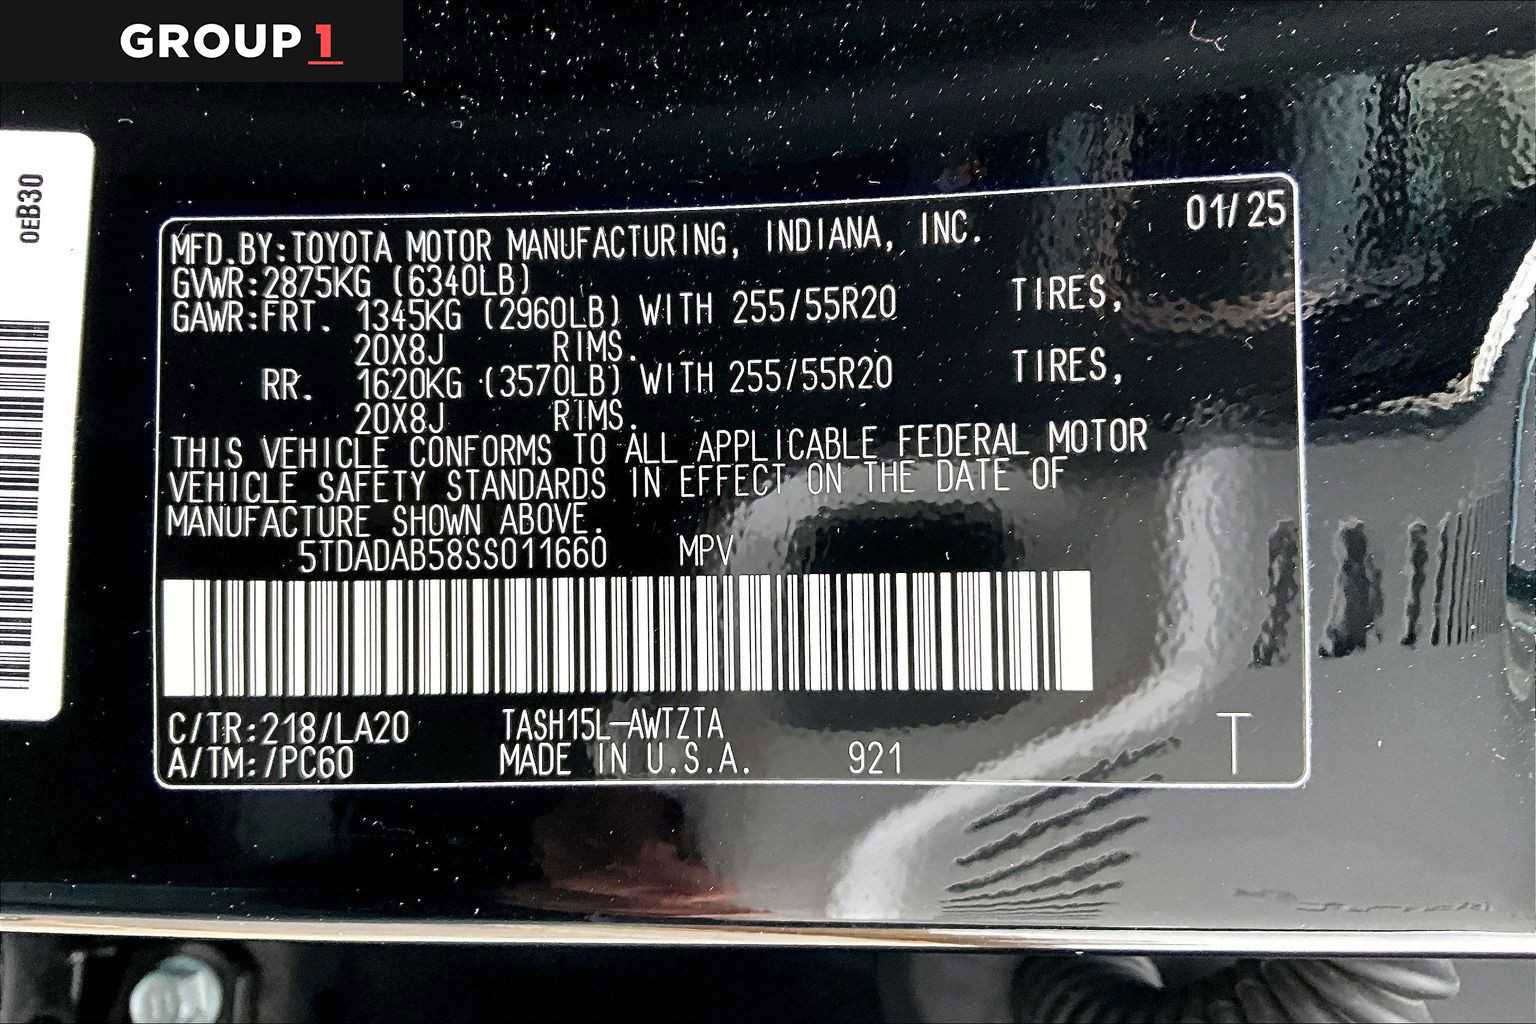 GROUP 1
0EB30
01/25
MFD.BY:TOYOTA MOTOR MANUFACTURING, INDIANA, INC.
GVWR:2875KG (6340LB)
GAWR:FRT. 1345KG (2960LB) WITH 255/55R20 TIRES,
20X8J RIMS.
RR. 1620KG (3570LB) WITH 255/55R20 TIRES,
20X8J RIMS.
THIS VEHICLE CONFORMS TO ALL APPLICABLE FEDERAL MOTOR
VEHICLE SAFETY STANDARDS IN EFFECT ON THE DATE OF
MANUFACTURE SHOWN ABOVE.
5TDADAB58SS011660 MPV
C/TR:218/LA20 TASH15L-AWTZTA
A/TM:/PC60 MADE IN U.S.A. 921 T